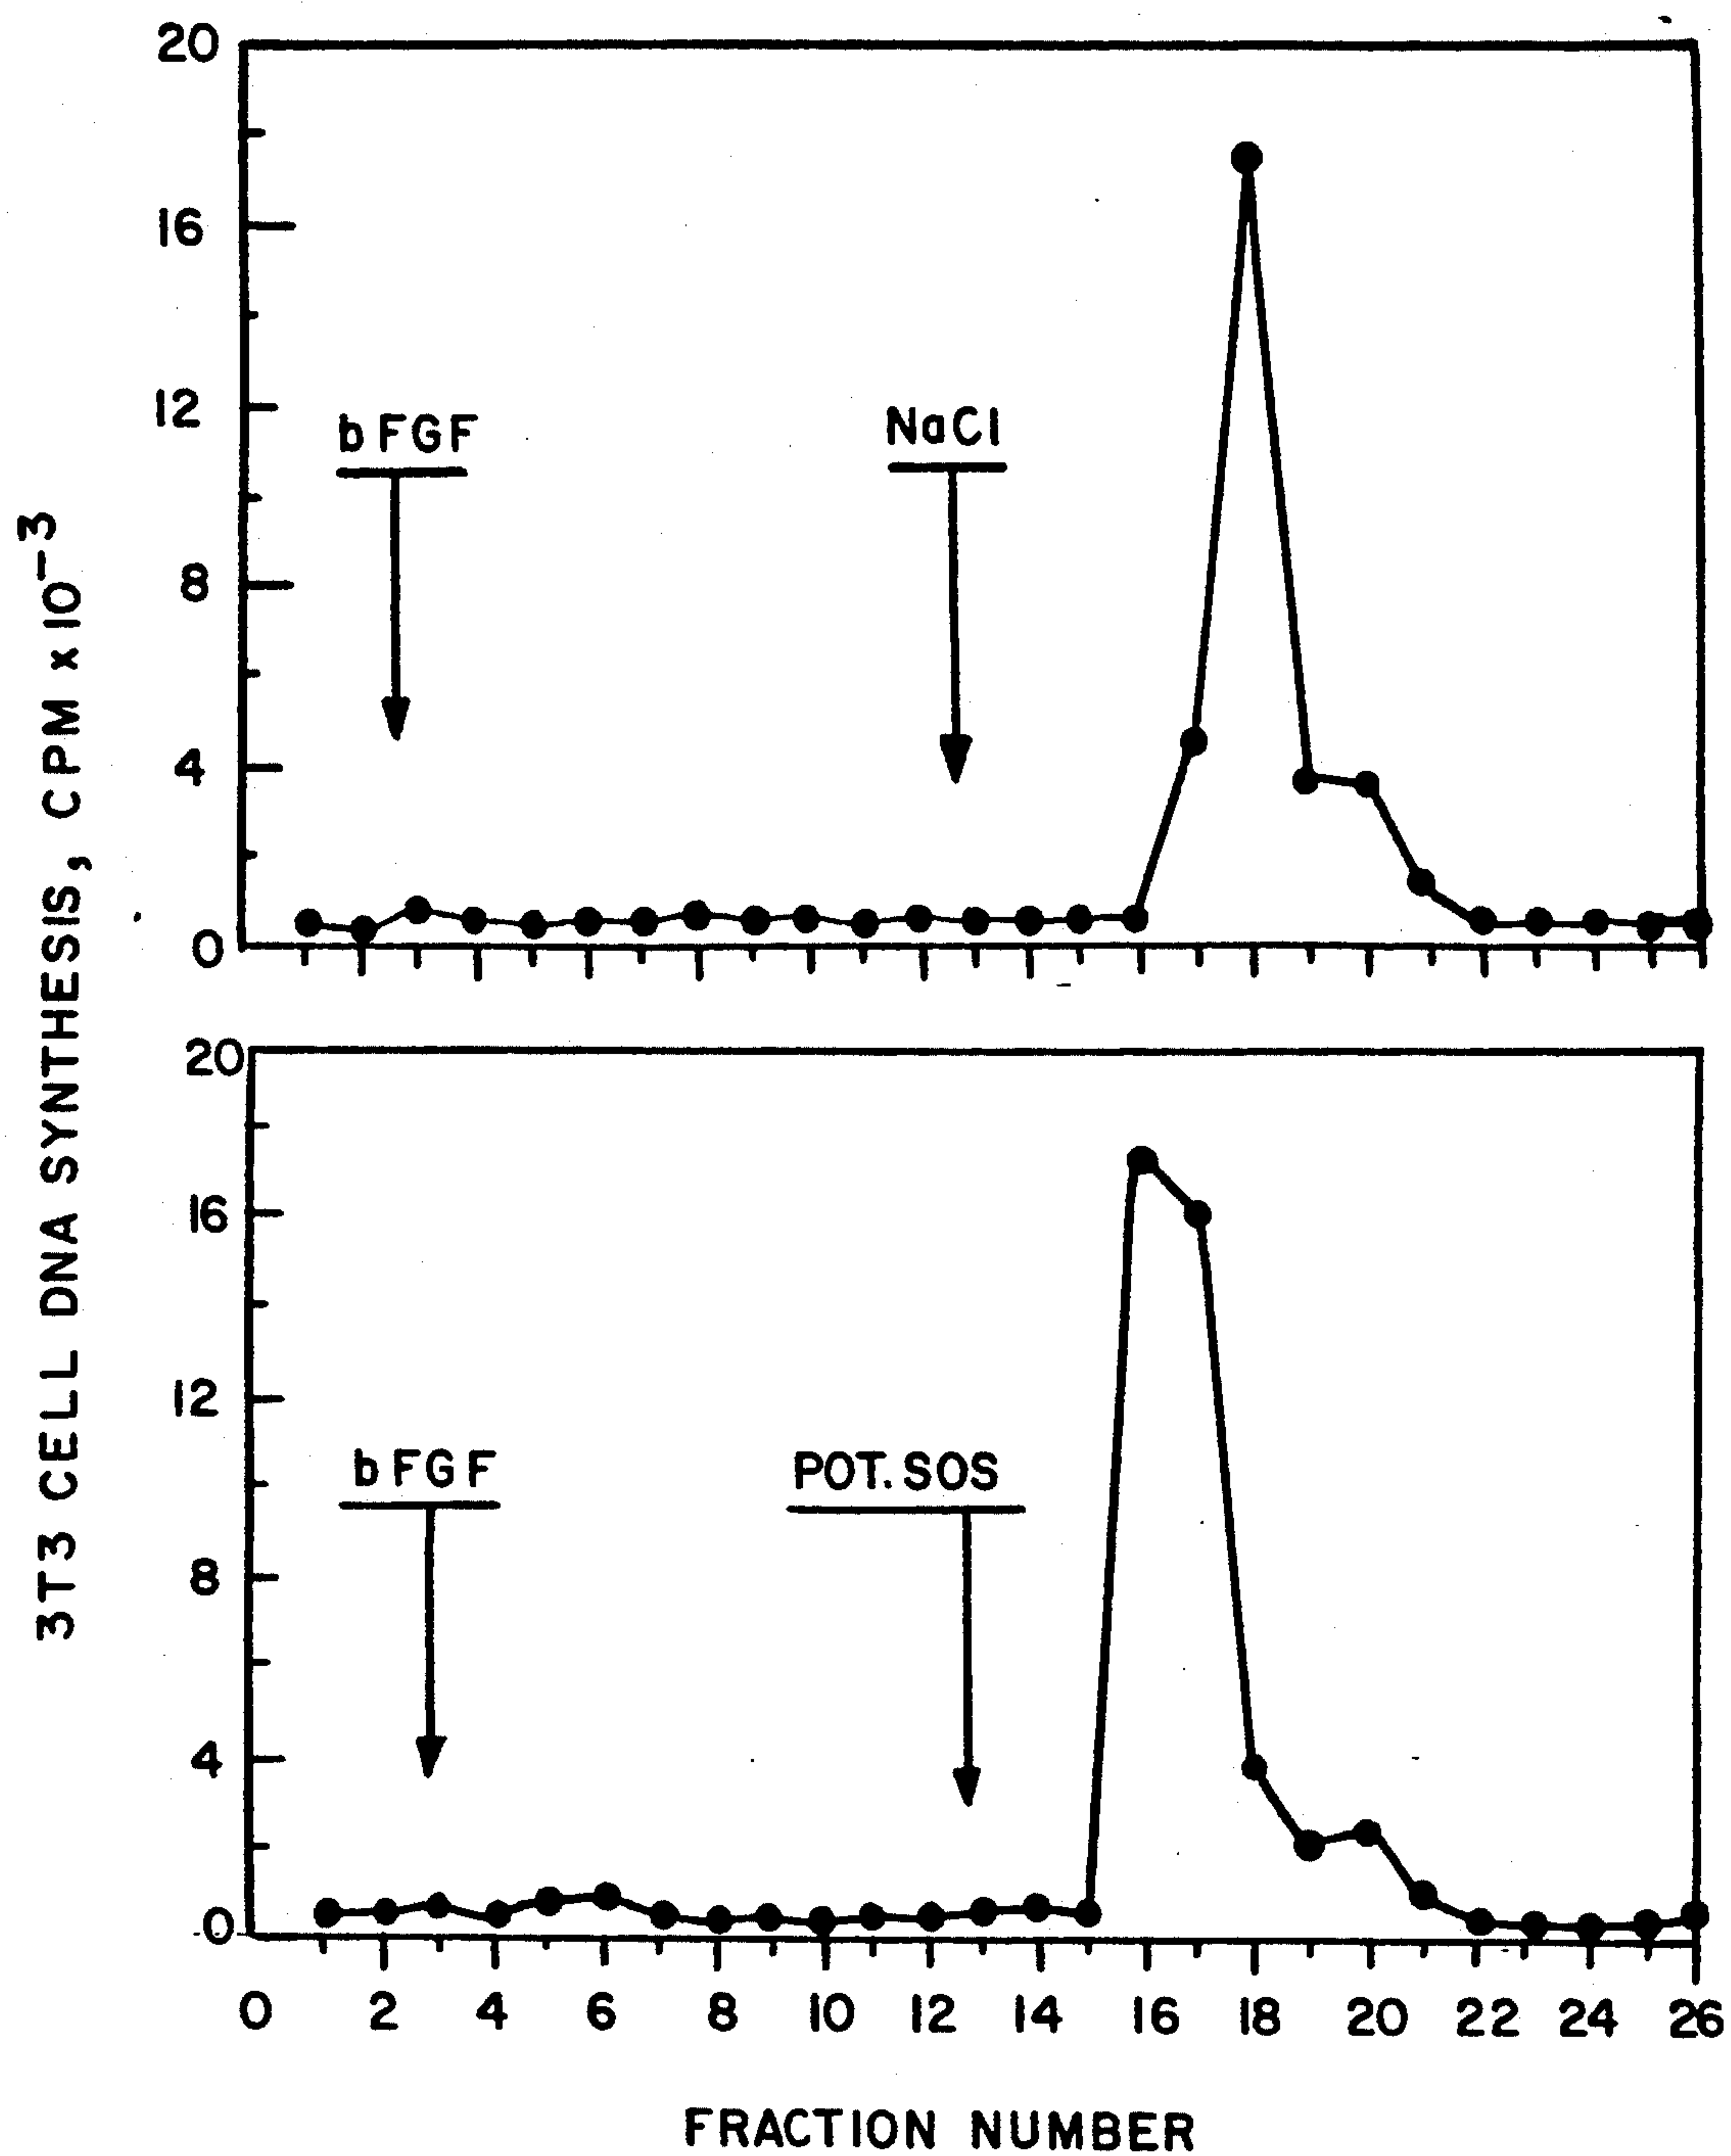 3T3 CELL DNA SYNTHESIS, CPM x 10⁻³
20
16
12
8
4
0
bFGF
NaCl
20
16
12
8
4
0
bFGF
POT. SOS
0 2 4 6 8 10 12 14 16 18 20 22 24 26
FRACTION NUMBER